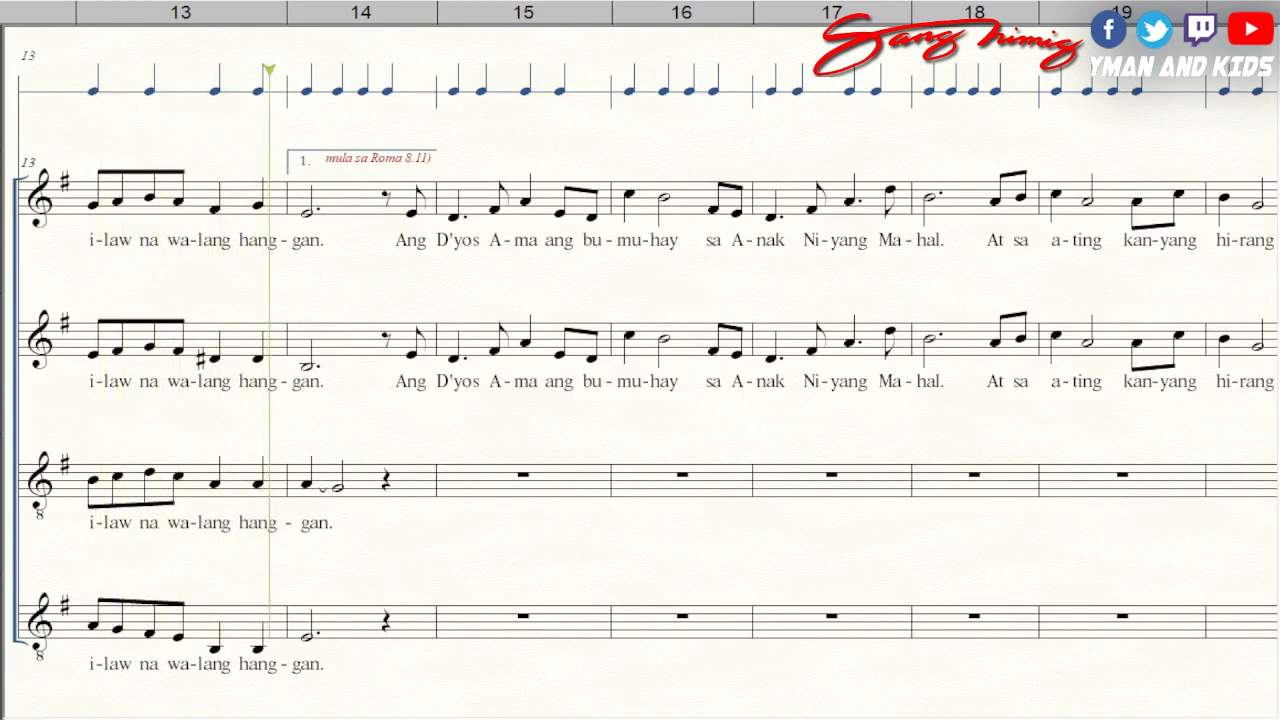 13 14 15 16 17 18 19
Isang himig
YMAN AND KIDS
13
13
1. mula sa Roma 8.11)
i-law na wa-lang hang-gan. Ang D'yos A-ma ang bu-mu-hay sa A-nak Ni-yang Ma-hal. At sa a-ting kan-yang hi-rang
i-law na wa-lang hang-gan. Ang D'yos A-ma ang bu-mu-hay sa A-nak Ni-yang Ma-hal. At sa a-ting kan-yang hi-rang
i-law na wa-lang hang - gan.
8
i-law na wa-lang hang-gan.
8